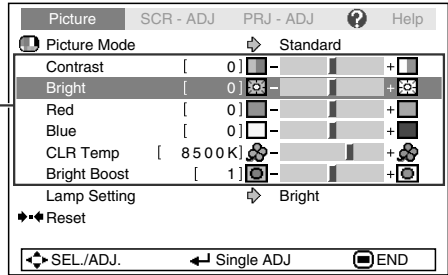 Picture SCR - ADJ PRJ - ADJ ? Help
Picture Mode Standard
Contrast [ 0 ] - +
Bright [ 0 ] - +
Red [ 0 ] - +
Blue [ 0 ] - +
CLR Temp [ 8500K] - +
Bright Boost [ 1 ] - +
Lamp Setting Bright
Reset
SEL./ADJ. Single ADJ END